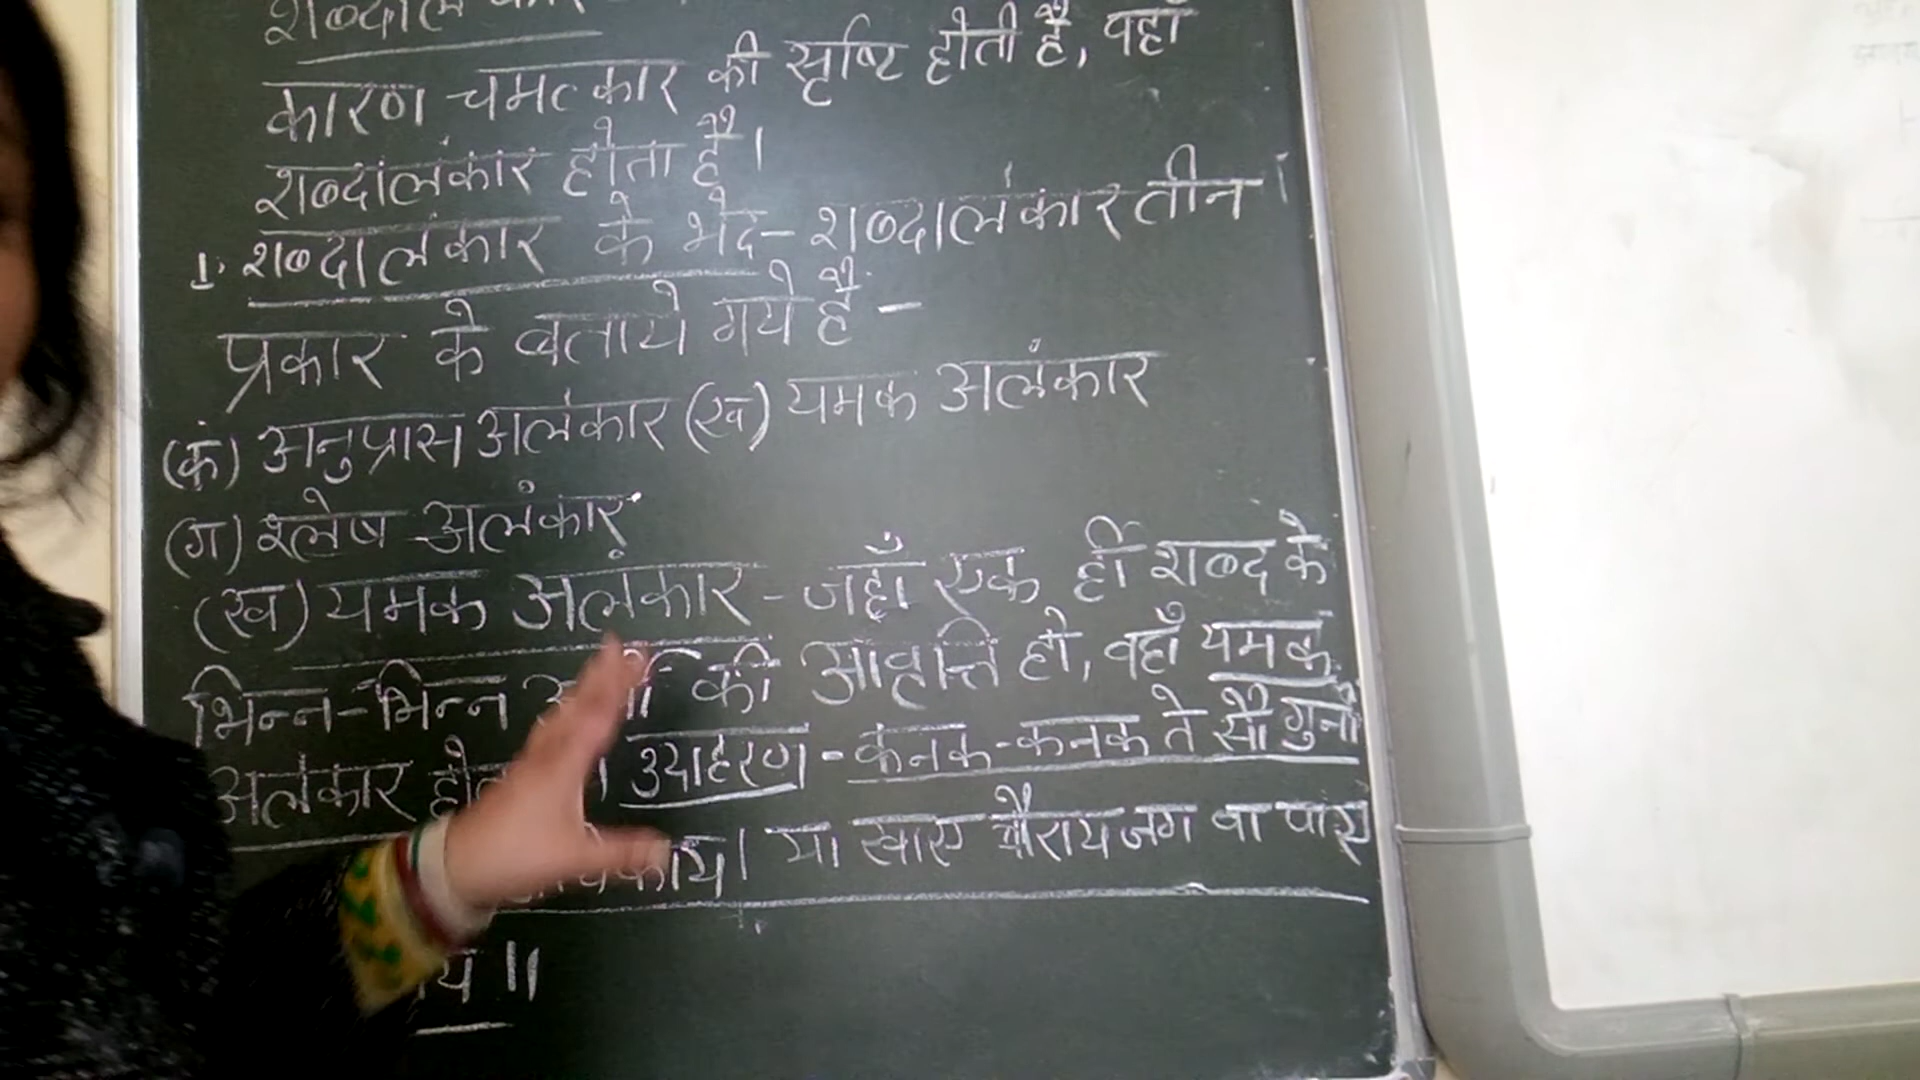 कारण चमत्कार की सृष्टि होती है, वहाँ
शब्दालंकार होता है।
I. शब्दालंकार के भेद - शब्दालंकार तीन
प्रकार के बताये गये है -
(क) अनुप्रास अलंकार (ख) यमक अलंकार
(ग) श्लेष अलंकार
(ख) यमक अलंकार - जहाँ एक ही शब्द के
भिन्न-भिन्न की आवृत्ति हो, वहाँ यमक
अलंकार उदाहरण - कनक-कनक ते सौ गुनी
या खाए बौराय जग वा पाए
॥